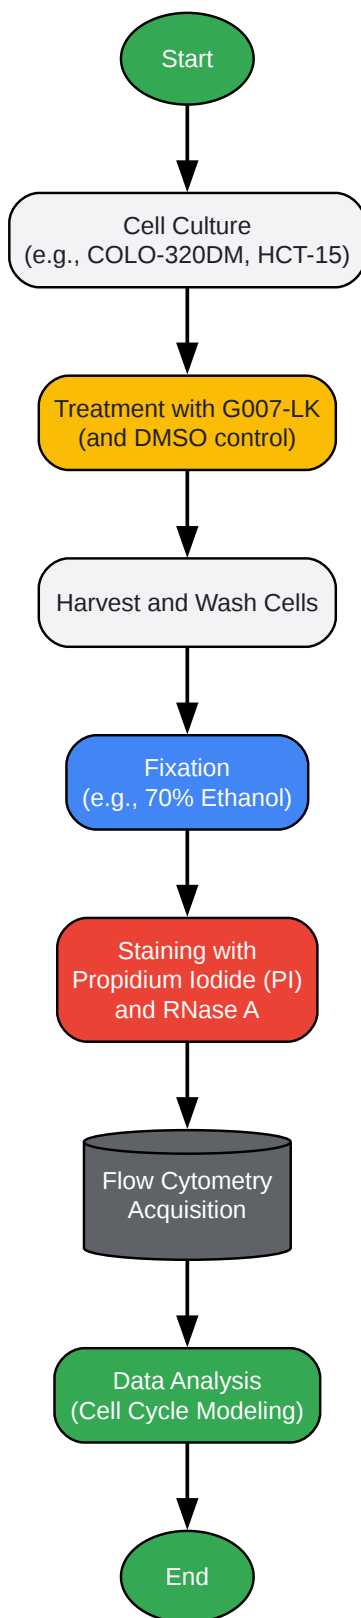 Start
Cell Culture
(e.g., COLO-320DM, HCT-15)
Treatment with G007-LK
(and DMSO control)
Harvest and Wash Cells
Fixation
(e.g., 70% Ethanol)
Staining with
Propidium Iodide (PI)
and RNase A
Flow Cytometry
Acquisition
Data Analysis
(Cell Cycle Modeling)
End